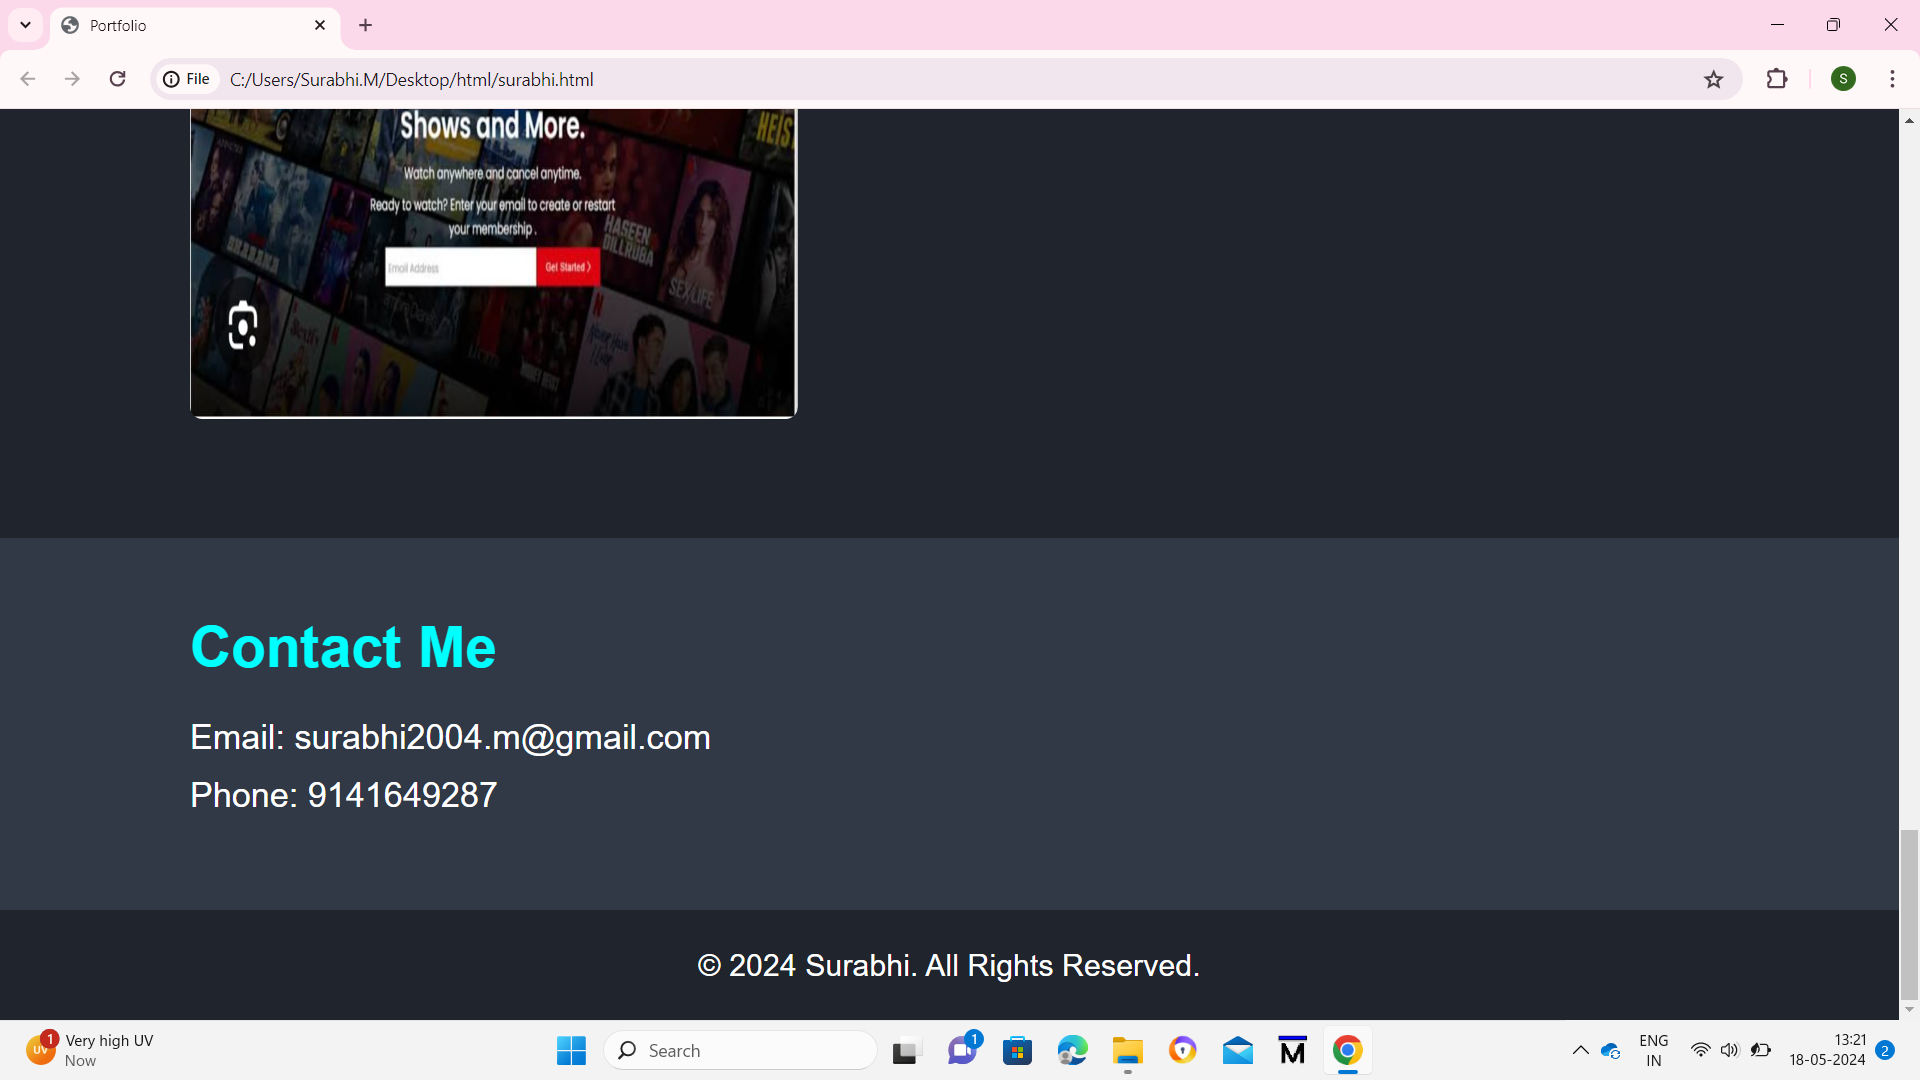 Portfolio
File
C:/Users/Surabhi.M/Desktop/html/surabhi.html
S
Shows and More.
HEIS
Watch anywhere and cancel anytime.
Ready to watch? Enter your email to create or restart
your membership .
HASEEN
DILLRUBA
Email Address
Get Started >
SEX/LIFE
Never Have
I Ever
Contact Me
Email: surabhi2004.m@gmail.com
Phone: 9141649287
© 2024 Surabhi. All Rights Reserved.
1
UV
Very high UV
Now
Search
1
M
ENG
IN
13:21
18-05-2024
2